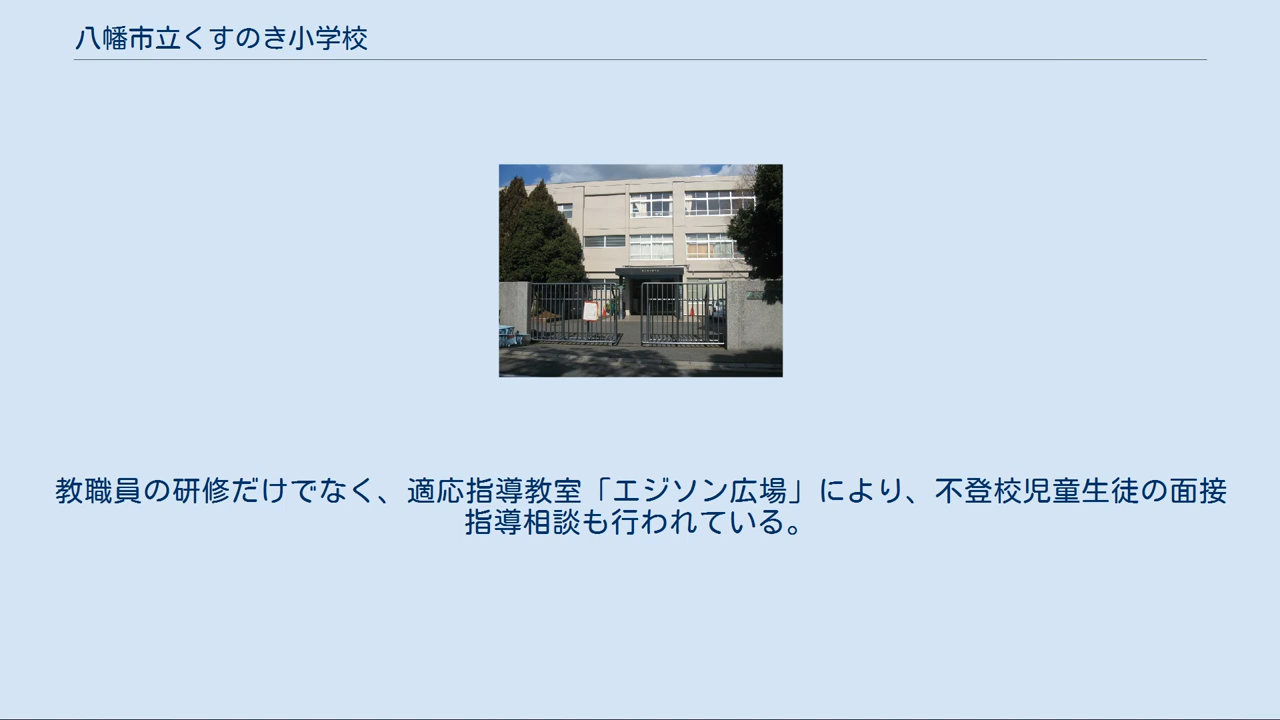 八幡市立くすのき小学校
教職員の研修だけでなく、適応指導教室「エジソン広場」により、不登校児童生徒の面接
指導相談も行われている。